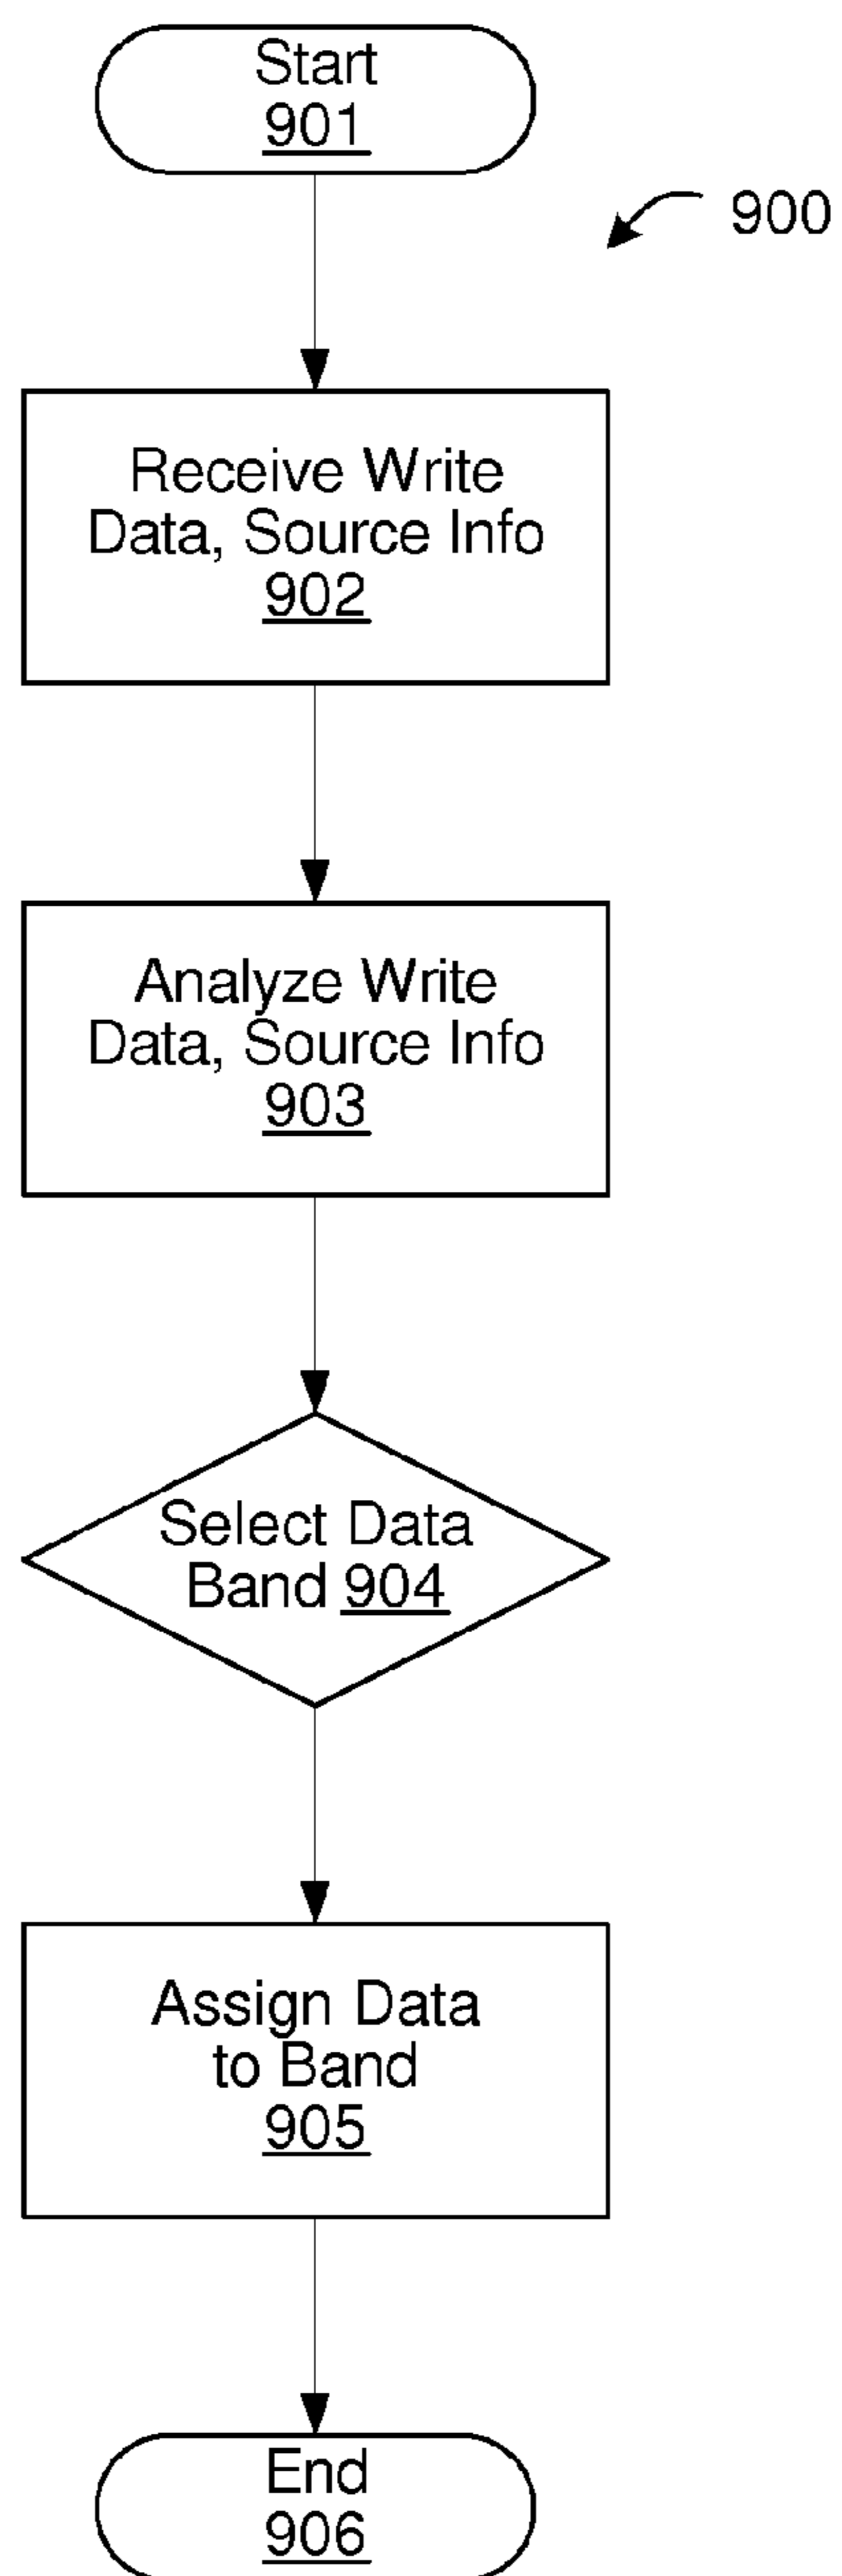 Start
901
900
Receive Write
Data, Source Info
902
Analyze Write
Data, Source Info
903
Select Data
Band 904
Assign Data
to Band
905
End
906